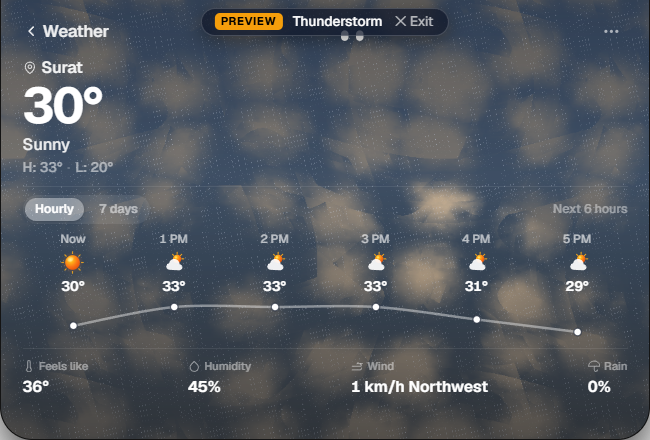 PREVIEW Thunderstorm Exit
Weather
Surat
30°
Sunny
H: 33° · L: 20°
Hourly 7 days Next 6 hours
Now 1 PM 2 PM 3 PM 4 PM 5 PM
30° 33° 33° 33° 31° 29°
Feels like Humidity Wind Rain
36° 45% 1 km/h Northwest 0%